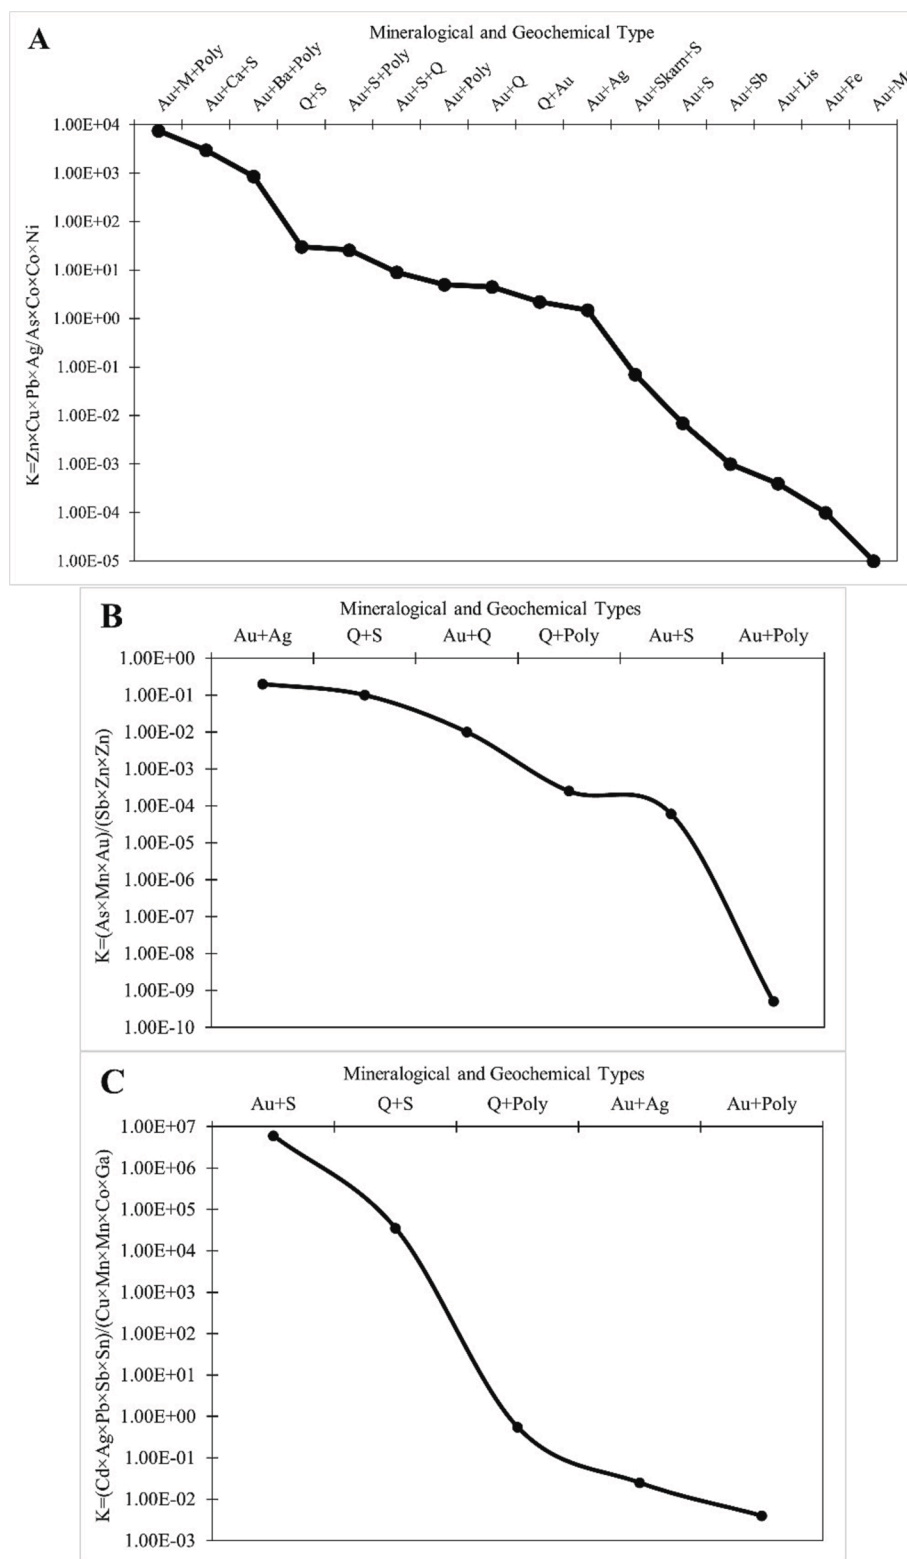 A
Mineralogical and Geochemical Type
Au+M+Poly
Au+Ca+S
Au+Ba+Poly
Q+S
Au+S+Poly
Au+S+Q
Au+Poly
Au+Q
Q+Au
Au+Ag
Au+Skarn+S
Au+S
Au+Sb
Au+Lis
Au+Fe
Au+M
1.00E+04
1.00E+03
1.00E+02
1.00E+01
1.00E+00
1.00E-01
1.00E-02
1.00E-03
1.00E-04
1.00E-05
K=Zn×Cu×Pb×Ag/As×Co×Co×Ni
B
Mineralogical and Geochemical Types
Au+Ag Q+S Au+Q Q+Poly Au+S Au+Poly
1.00E+00
1.00E-01
1.00E-02
1.00E-03
1.00E-04
1.00E-05
1.00E-06
1.00E-07
1.00E-08
1.00E-09
1.00E-10
K=(As×Mn×Au)/(Sb×Zn×Zn)
C
Mineralogical and Geochemical Types
Au+S Q+S Q+Poly Au+Ag Au+Poly
1.00E+07
1.00E+06
1.00E+05
1.00E+04
1.00E+03
1.00E+02
1.00E+01
1.00E+00
1.00E-01
1.00E-02
1.00E-03
K=(Cd×Ag×Pb×Sb×Sn)/(Cu×Mn×Mn×Co×Ga)